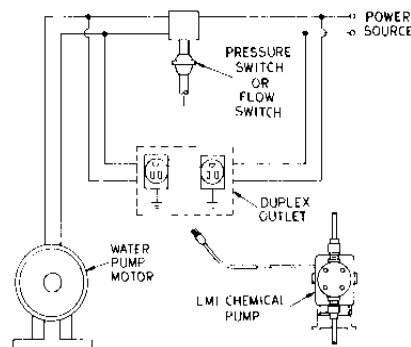 POWER
SOURCE
PRESSURE
SWITCH
OR
FLOW
SWITCH
DUPLEX
OUTLET
WATER
PUMP
MOTOR
LMI CHEMICAL
PUMP